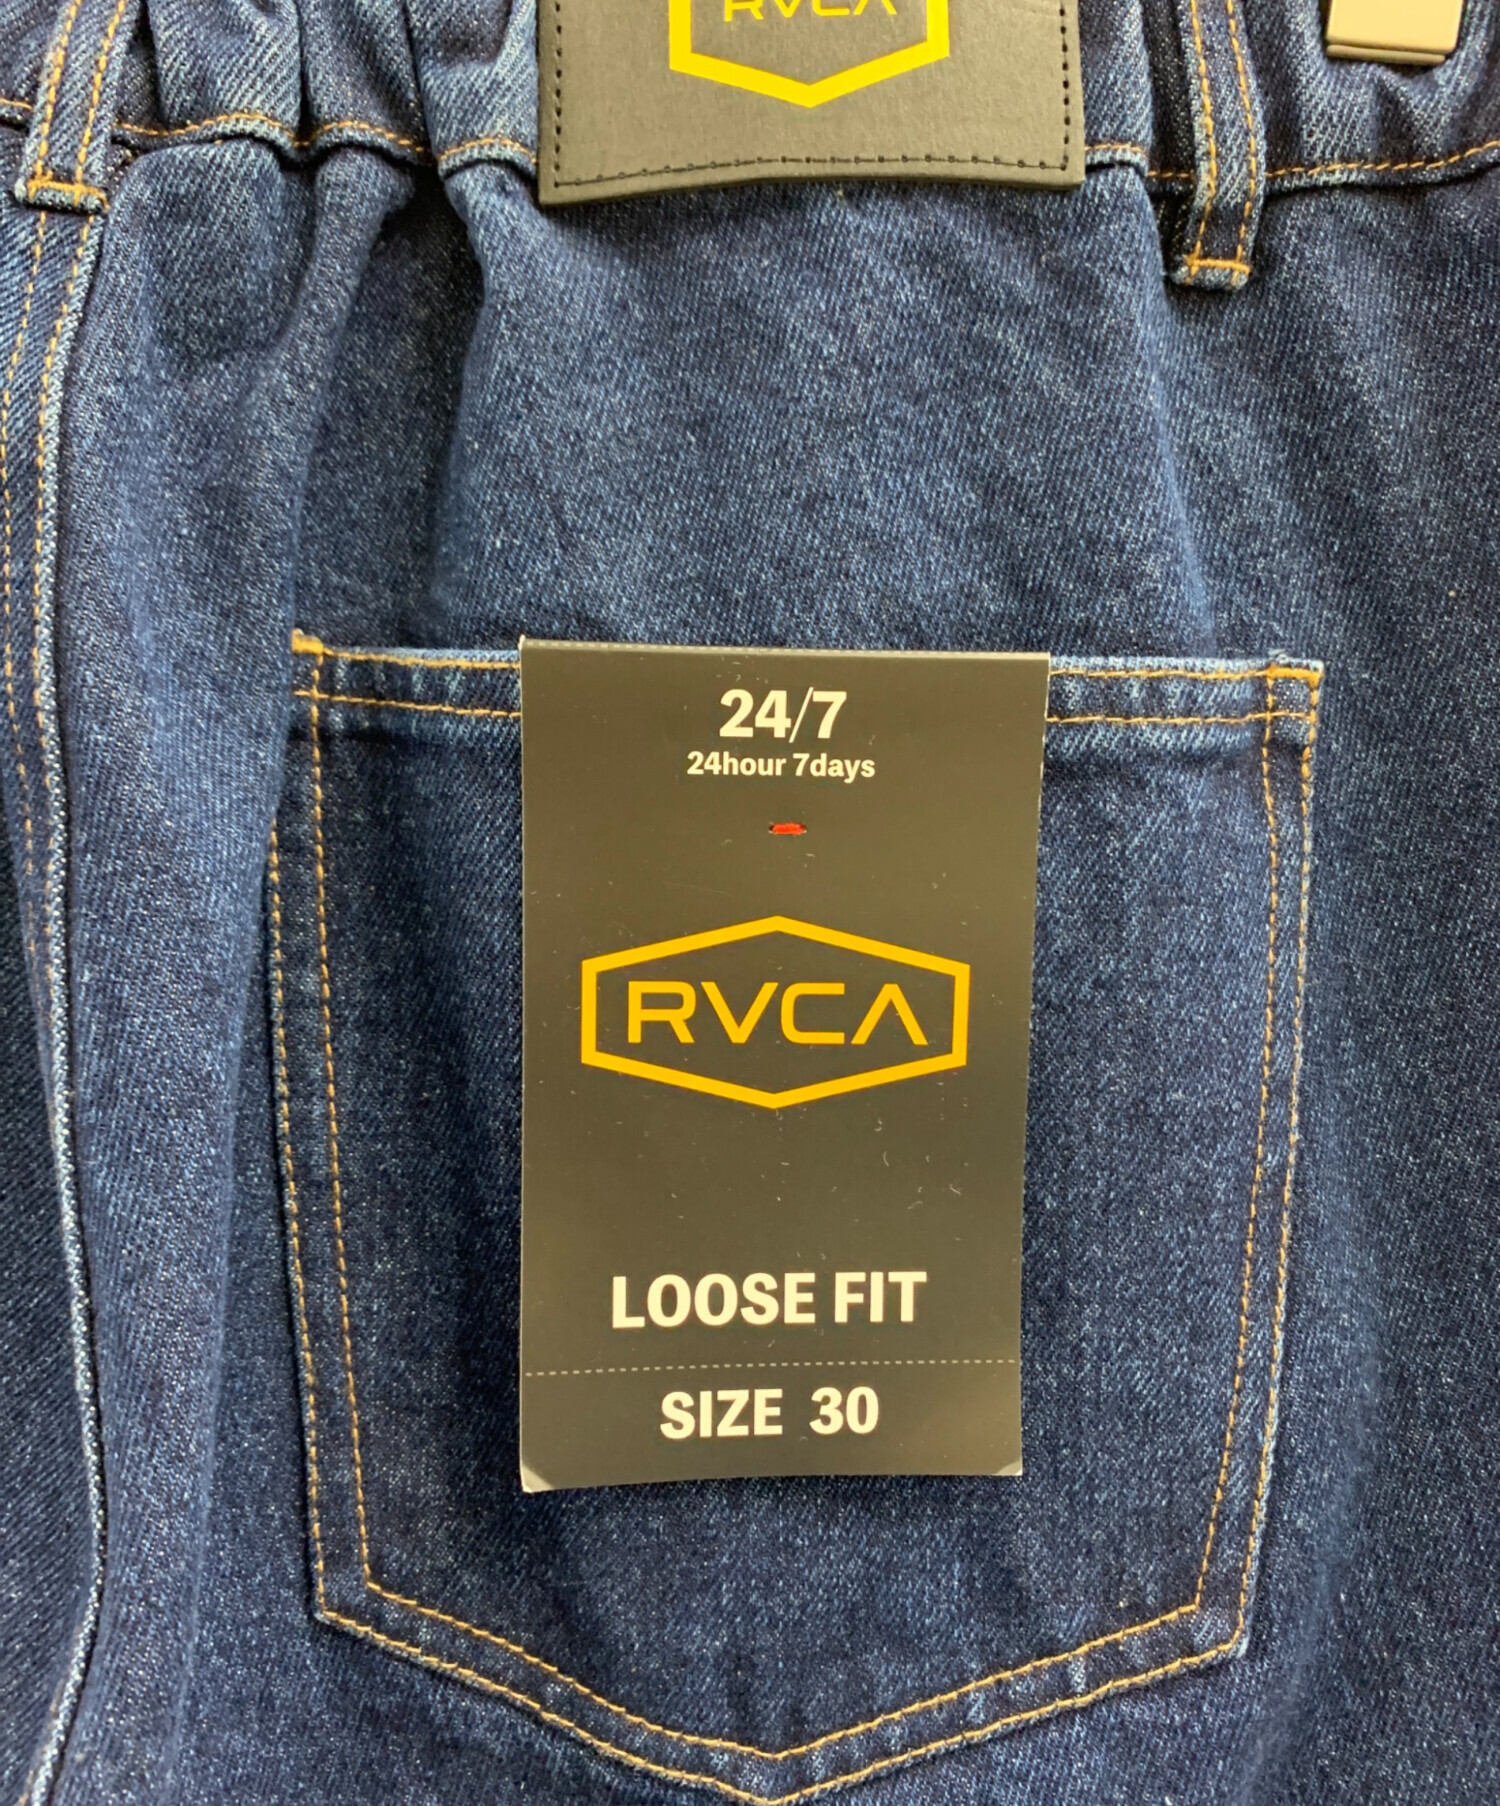 RVCA
24/7
24hour 7days
RVCA
LOOSE FIT
SIZE 30